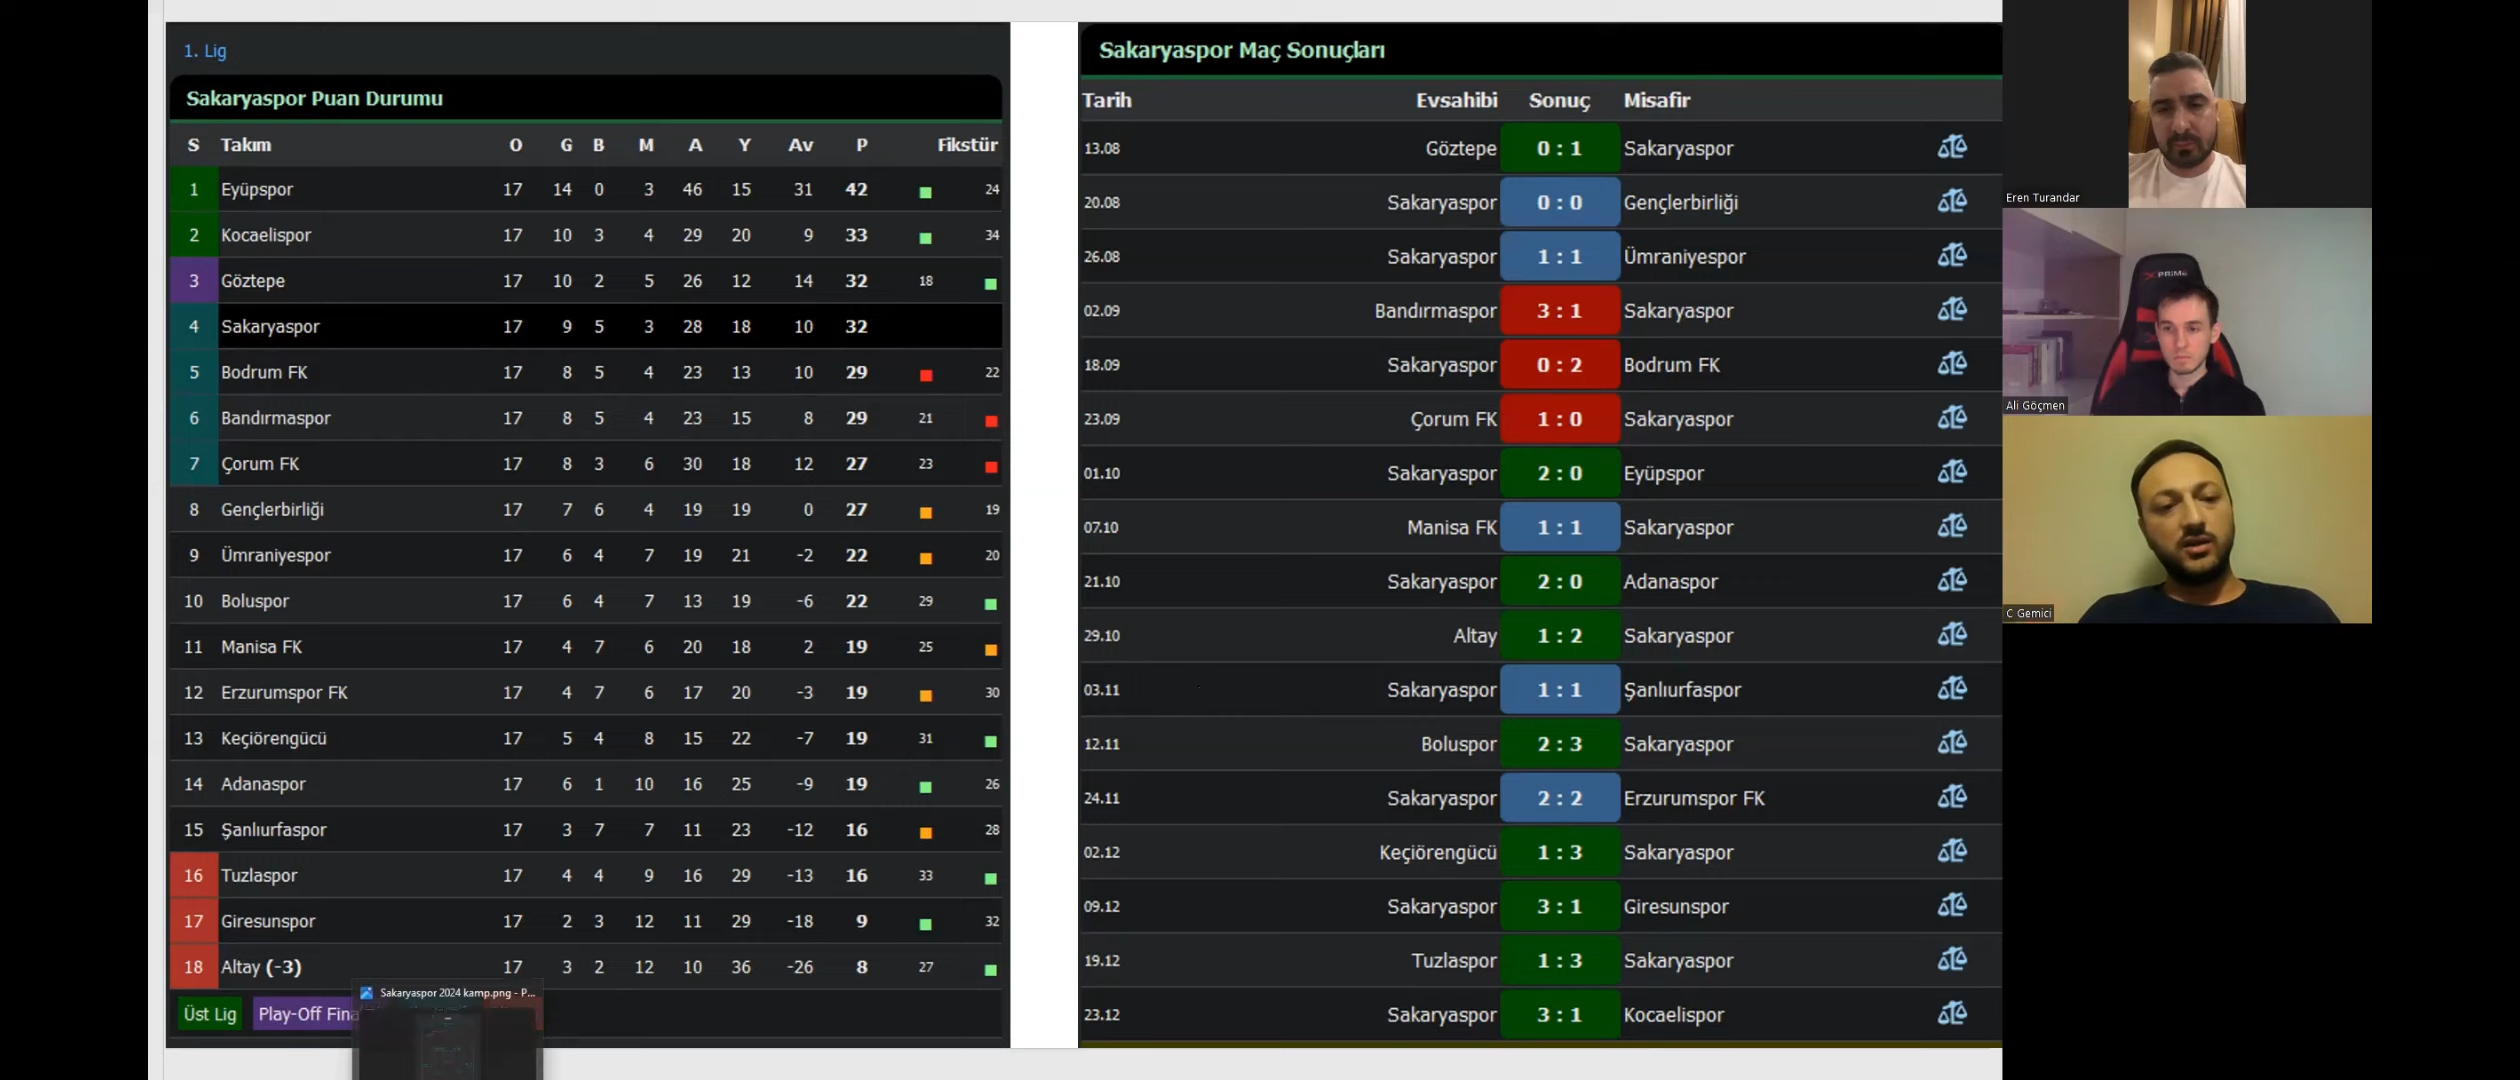 1. Lig
Sakaryaspor Puan Durumu
S Takım O G B M A Y Av P Fikstür
1 Eyüpspor 17 14 0 3 46 15 31 42 24
2 Kocaelispor 17 10 3 4 29 20 9 33 34
3 Göztepe 17 10 2 5 26 12 14 32 18
4 Sakaryaspor 17 9 5 3 28 18 10 32
5 Bodrum FK 17 8 5 4 23 13 10 29 22
6 Bandırmaspor 17 8 5 4 23 15 8 29 21
7 Çorum FK 17 8 3 6 30 18 12 27 23
8 Gençlerbirliği 17 7 6 4 19 19 0 27 19
9 Ümraniyespor 17 6 4 7 19 21 -2 22 20
10 Boluspor 17 6 4 7 13 19 -6 22 29
11 Manisa FK 17 4 7 6 20 18 2 19 25
12 Erzurumspor FK 17 4 7 6 17 20 -3 19 30
13 Keçiörengücü 17 5 4 8 15 22 -7 19 31
14 Adanaspor 17 6 1 10 16 25 -9 19 26
15 Şanlıurfaspor 17 3 7 7 11 23 -12 16 28
16 Tuzlaspor 17 4 4 9 16 29 -13 16 33
17 Giresunspor 17 2 3 12 11 29 -18 9 32
18 Altay (-3) 17 3 2 12 10 36 -26 8 27
Sakaryaspor 2024 kamp.png - P...
Üst Lig Play-Off Fina
Sakaryaspor Maç Sonuçları
Tarih Evsahibi Sonuç Misafir
13.08 Göztepe 0 : 1 Sakaryaspor
20.08 Sakaryaspor 0 : 0 Gençlerbirliği
26.08 Sakaryaspor 1 : 1 Ümraniyespor
02.09 Bandırmaspor 3 : 1 Sakaryaspor
18.09 Sakaryaspor 0 : 2 Bodrum FK
23.09 Çorum FK 1 : 0 Sakaryaspor
01.10 Sakaryaspor 2 : 0 Eyüpspor
07.10 Manisa FK 1 : 1 Sakaryaspor
21.10 Sakaryaspor 2 : 0 Adanaspor
29.10 Altay 1 : 2 Sakaryaspor
03.11 Sakaryaspor 1 : 1 Şanlıurfaspor
12.11 Boluspor 2 : 3 Sakaryaspor
24.11 Sakaryaspor 2 : 2 Erzurumspor FK
02.12 Keçiörengücü 1 : 3 Sakaryaspor
09.12 Sakaryaspor 3 : 1 Giresunspor
19.12 Tuzlaspor 1 : 3 Sakaryaspor
23.12 Sakaryaspor 3 : 1 Kocaelispor
Eren Turandar
XPRIME
Ali Göçmen
C Gemici